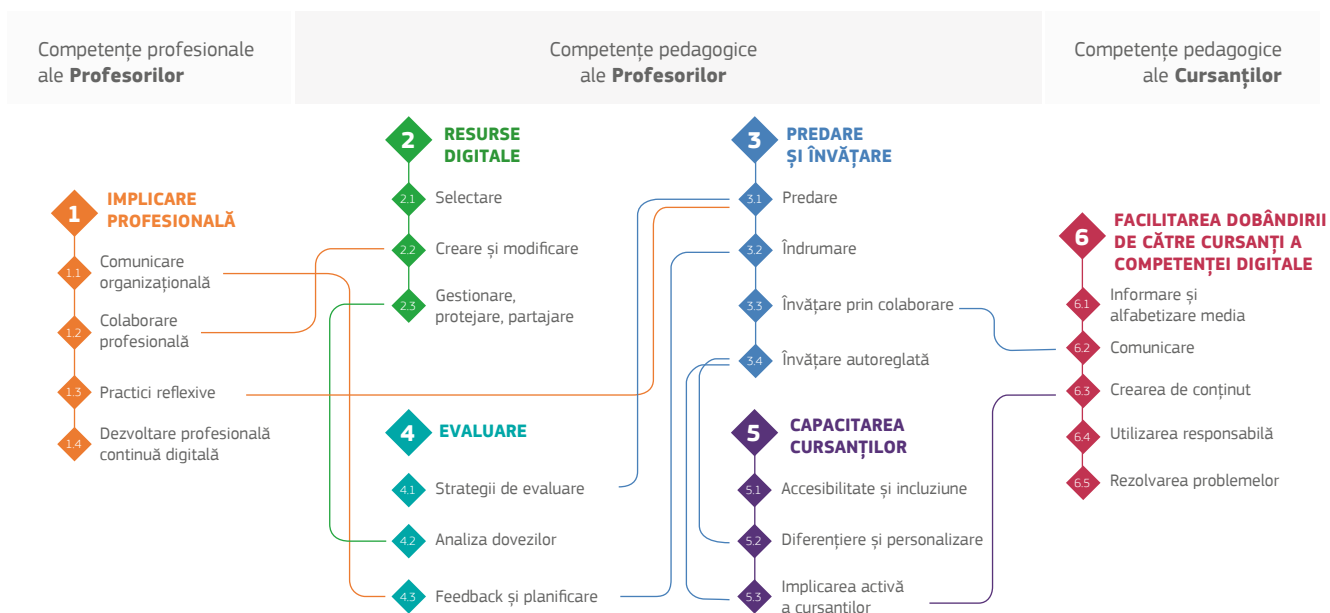 Competențe profesionale
ale Profesorilor
Competențe pedagogice
ale Profesorilor
Competențe pedagogice
ale Cursanților
1
IMPLICARE
PROFESIONALĂ
1.1
Comunicare
organizațională
1.2
Colaborare
profesională
1.3
Practici reflexive
1.4
Dezvoltare profesională
continuă digitală
2
RESURSE
DIGITALE
2.1
Selectare
2.2
Creare și modificare
2.3
Gestionare,
protejare, partajare
4
EVALUARE
4.1
Strategii de evaluare
4.2
Analiza dovezilor
4.3
Feedback și planificare
3
PREDARE
ȘI ÎNVĂȚARE
3.1
Predare
3.2
Îndrumare
3.3
Învățare prin colaborare
3.4
Învățare autoreglată
5
CAPACITAREA
CURSANȚILOR
5.1
Accesibilitate și incluziune
5.2
Diferențiere și personalizare
5.3
Implicarea activă
a cursanților
6
FACILITAREA DOBÂNDIRII
DE CĂTRE CURSANȚI A
COMPETENȚEI DIGITALE
6.1
Informare și
alfabetizare media
6.2
Comunicare
6.3
Crearea de conținut
6.4
Utilizarea responsabilă
6.5
Rezolvarea problemelor